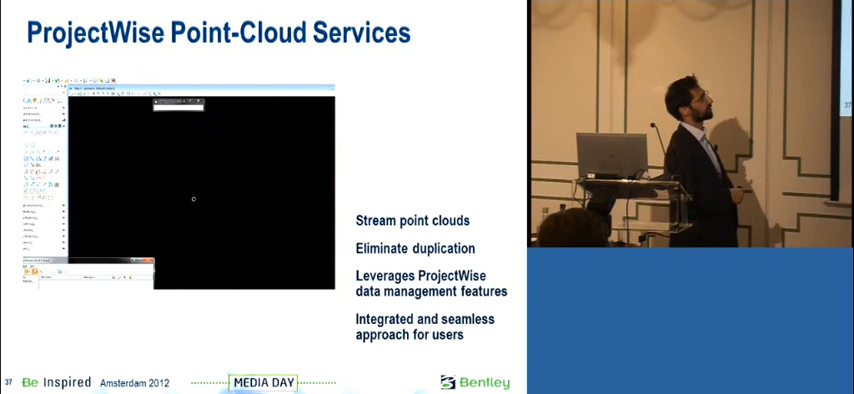 ProjectWise Point-Cloud Services
Stream point clouds
Eliminate duplication
Leverages ProjectWise
data management features
Integrated and seamless
approach for users
37
37 Be Inspired Amsterdam 2012 MEDIA DAY Bentley